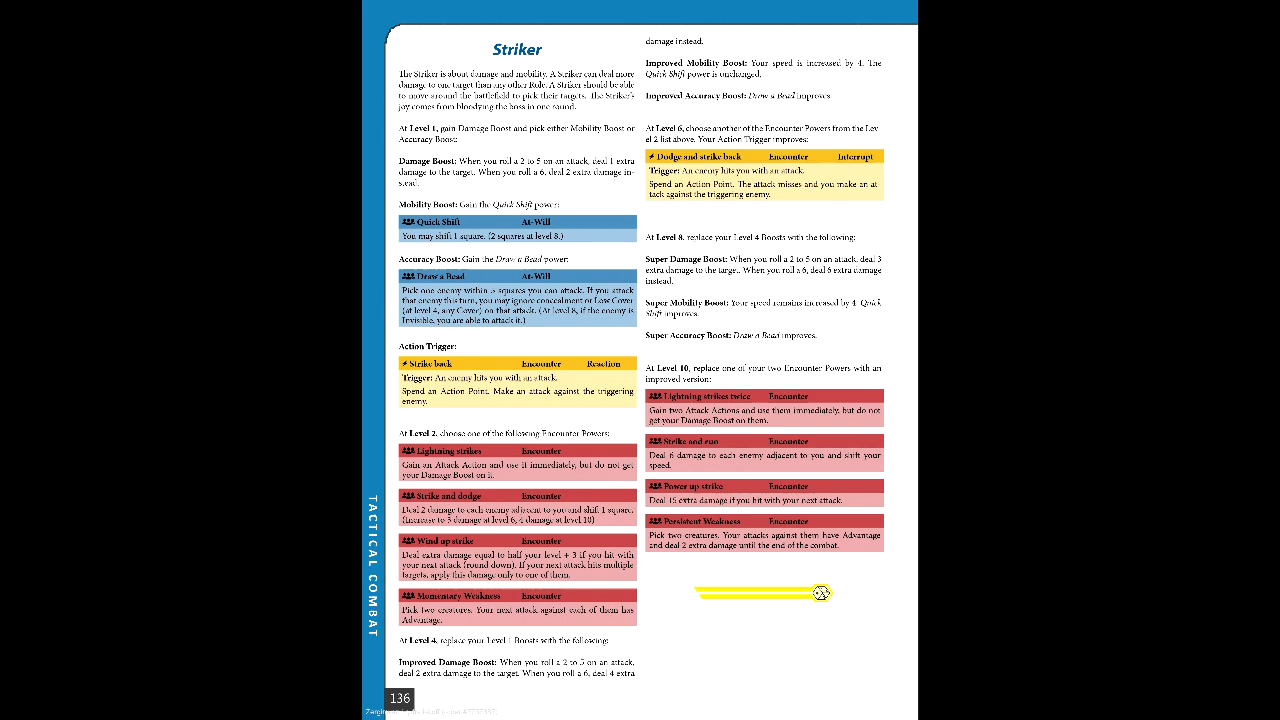 Striker
The Striker is about damage and mobility. A Striker can deal more
damage to one target than any other Role. A Striker should be able
to move around the battlefield to pick their targets. The Striker's
joy comes from bloodying the boss in one round.
At Level 1, gain Damage Boost and pick either Mobility Boost or
Accuracy Boost:
Damage Boost: When you roll a 2 to 5 on an attack, deal 1 extra
damage to the target. When you roll a 6, deal 2 extra damage in-
stead.
Mobility Boost: Gain the Quick Shift power:
Quick Shift At-Will
You may shift 1 square. (2 squares at level 8.)
Accuracy Boost: Gain the Draw a Bead power:
Draw a Bead At-Will
Pick one enemy within 5 squares you can attack. If you attack
that enemy this turn, you may ignore concealment or Low Cover
(at level 4, any Cover) on that attack. (At level 8, if the enemy is
Invisible, you are able to attack it.)
Action Trigger:
Strike back Encounter Reaction
Trigger: An enemy hits you with an attack.
Spend an Action Point. Make an attack against the triggering
enemy.
At Level 2, choose one of the following Encounter Powers:
Lightning strikes Encounter
Gain an Attack Action and use it immediately, but do not get
your Damage Boost on it.
Strike and dodge Encounter
Deal 2 damage to each enemy adjacent to you and shift 1 square.
(Increase to 3 damage at level 6, 4 damage at level 10)
Wind up strike Encounter
Deal extra damage equal to half your level + 3 if you hit with
your next attack (round down). If your next attack hits multiple
targets, apply this damage only to one of them.
Momentary Weakness Encounter
Pick two creatures. Your next attack against each of them has
Advantage.
At Level 4, replace your Level 1 Boosts with the following:
Improved Damage Boost: When you roll a 2 to 5 on an attack,
deal 2 extra damage to the target. When you roll a 6, deal 4 extra
damage instead.
Improved Mobility Boost: Your speed is increased by 4. The
Quick Shift power is unchanged.
Improved Accuracy Boost: Draw a Bead improves
At Level 6, choose another of the Encounter Powers from the Lev
el 2 list above. Your Action Trigger improves:
Dodge and strike back Encounter Interrupt
Trigger: An enemy hits you with an attack.
Spend an Action Point. The attack misses and you make an at
tack against the triggering enemy.
At Level 8, replace your Level 4 Boosts with the following:
Super Damage Boost: When you roll a 2 to 5 on an attack, deal 3
extra damage to the target. When you roll a 6, deal 6 extra damage
instead.
Super Mobility Boost: Your speed remains increased by 4. Quick
Shift improves.
Super Accuracy Boost: Draw a Bead improves.
At Level 10, replace one of your two Encounter Powers with an
improved version:
Lightning strikes twice Encounter
Gain two Attack Actions and use them immediately, but do not
get your Damage Boost on them.
Strike and run Encounter
Deal 6 damage to each enemy adjacent to you and shift your
speed.
Power up strike Encounter
Deal 15 extra damage if you hit with your next attack.
Persistent Weakness Encounter
Pick two creatures. Your attacks against them have Advantage
and deal 2 extra damage until the end of the combat.
TACTICAL COMBAT
136